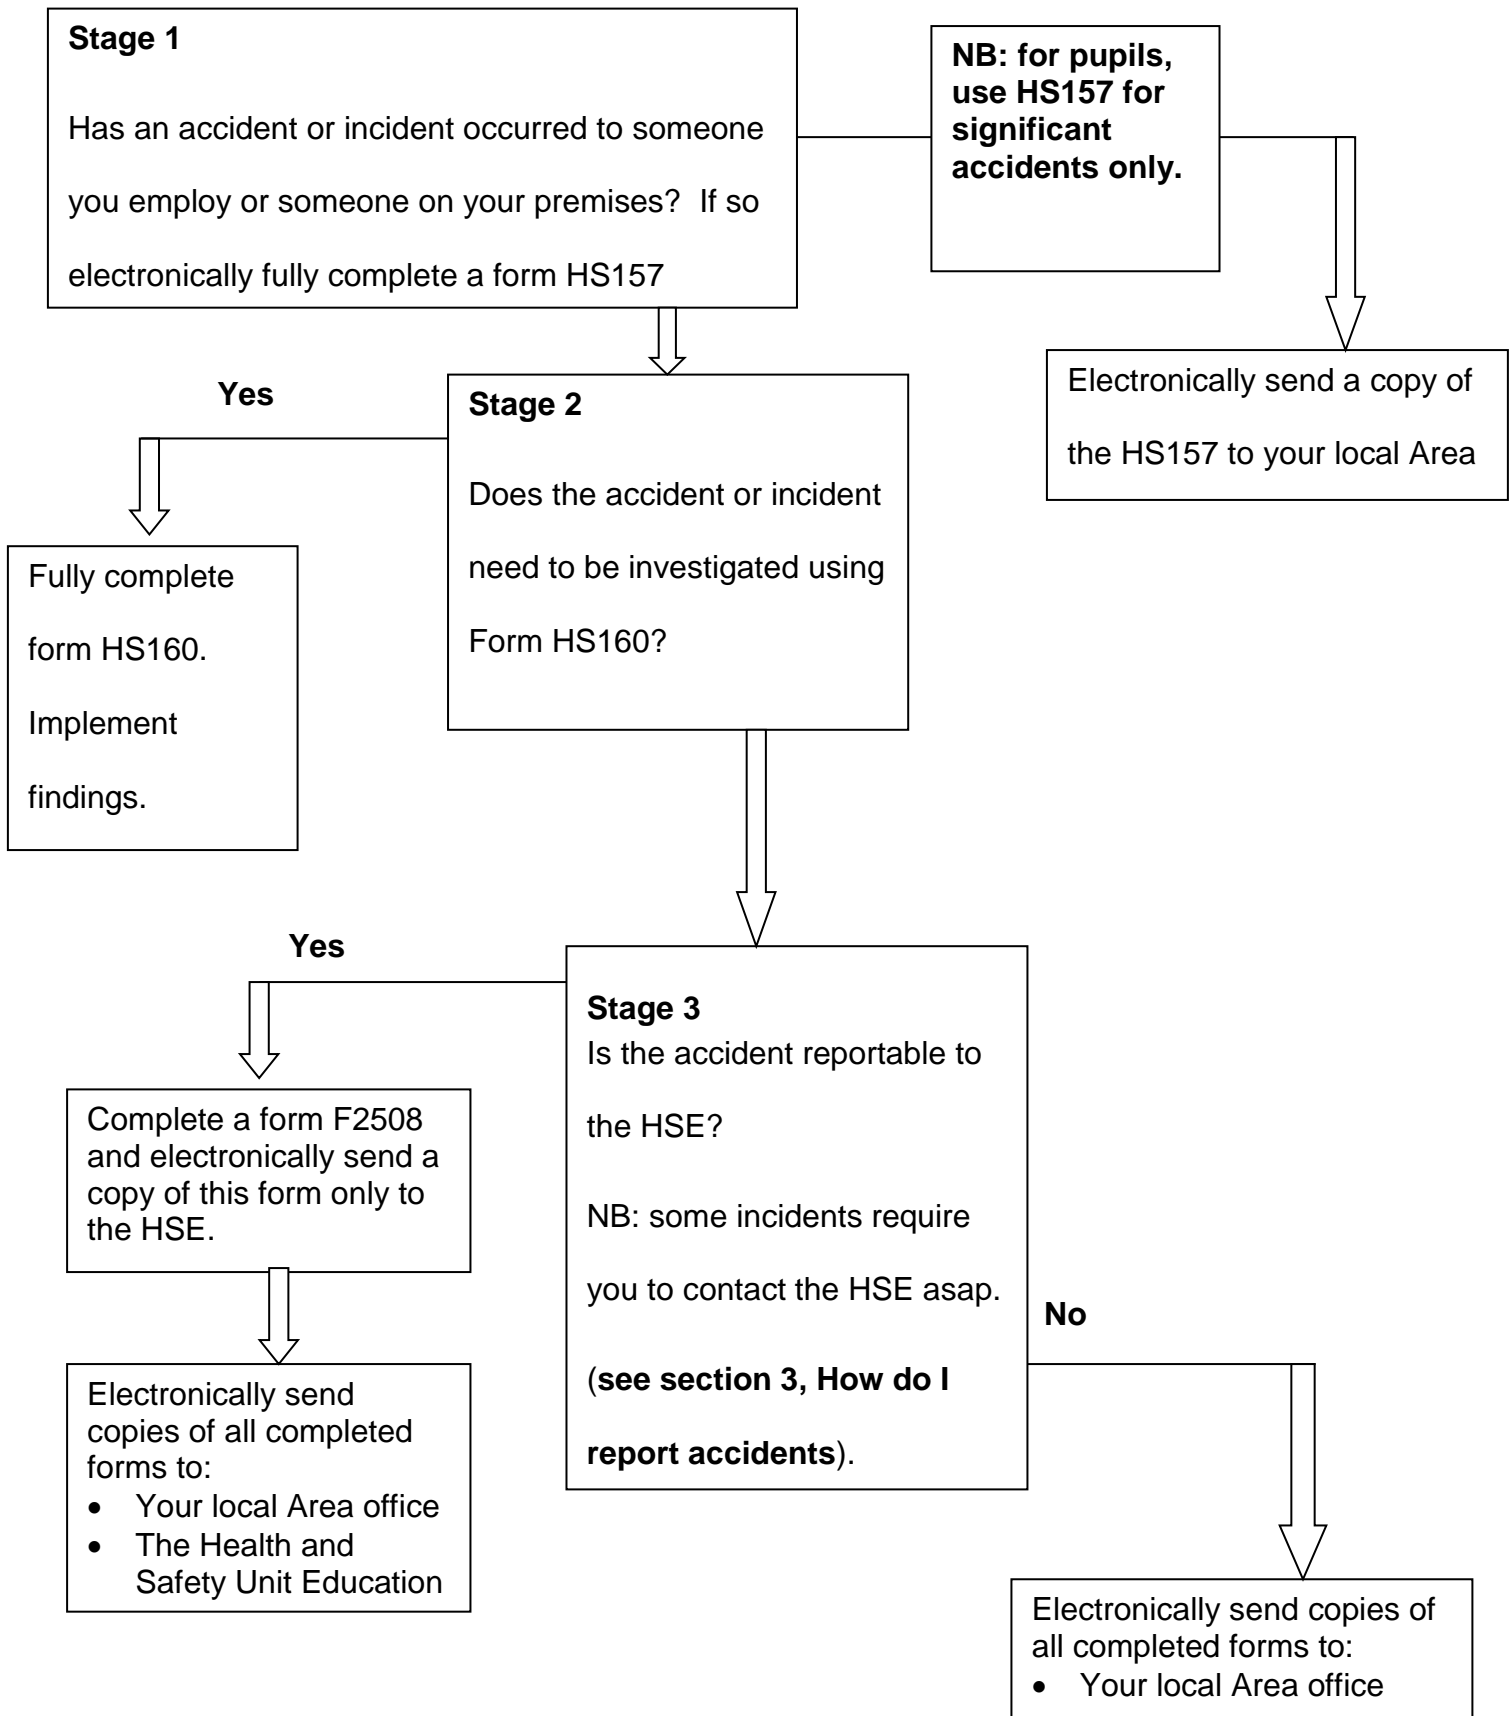 Stage 1
Has an accident or incident occurred to someone
you employ or someone on your premises? If so
electronically fully complete a form HS157
NB: for pupils,
use HS157 for
significant
accidents only.
Electronically send a copy of
the HS157 to your local Area
Yes
Stage 2
Does the accident or incident
need to be investigated using
Form HS160?
Fully complete
form HS160.
Implement
findings.
Yes
Stage 3
Is the accident reportable to
the HSE?
NB: some incidents require
you to contact the HSE asap.
(see section 3, How do I
report accidents).
Complete a form F2508
and electronically send a
copy of this form only to
the HSE.
Electronically send
copies of all completed
forms to:
• Your local Area office
• The Health and
Safety Unit Education
No
Electronically send copies of
all completed forms to:
• Your local Area office